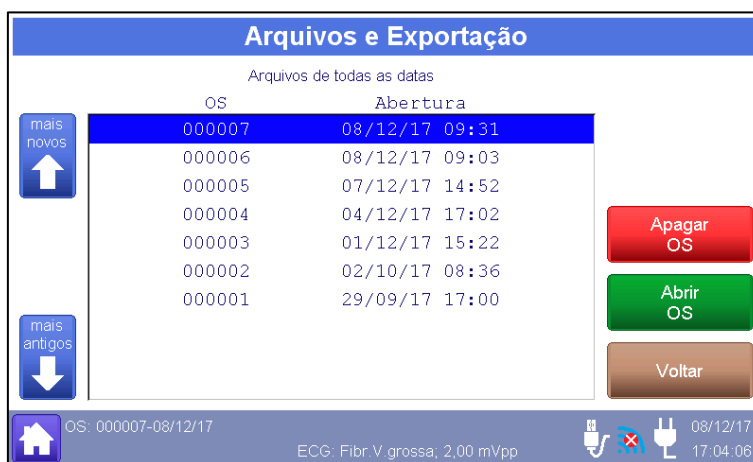 Arquivos e Exportação
Arquivos de todas as datas
OS Abertura
mais
novos
000007 08/12/17 09:31
000006 08/12/17 09:03
000005 07/12/17 14:52
000004 04/12/17 17:02
000003 01/12/17 15:22
000002 02/10/17 08:36
000001 29/09/17 17:00
mais
antigos
Apagar
OS
Abrir
OS
Voltar
OS: 000007-08/12/17
ECG: Fibr.V.grossa; 2,00 mVpp
08/12/17
17:04:06